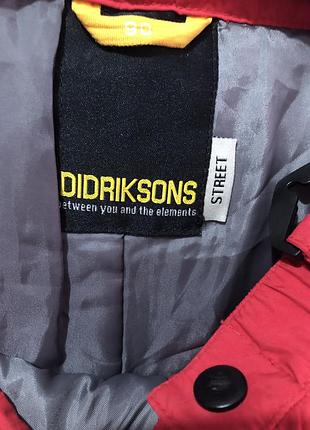 90
DIDRIKSONS
between you and the elements
STREET